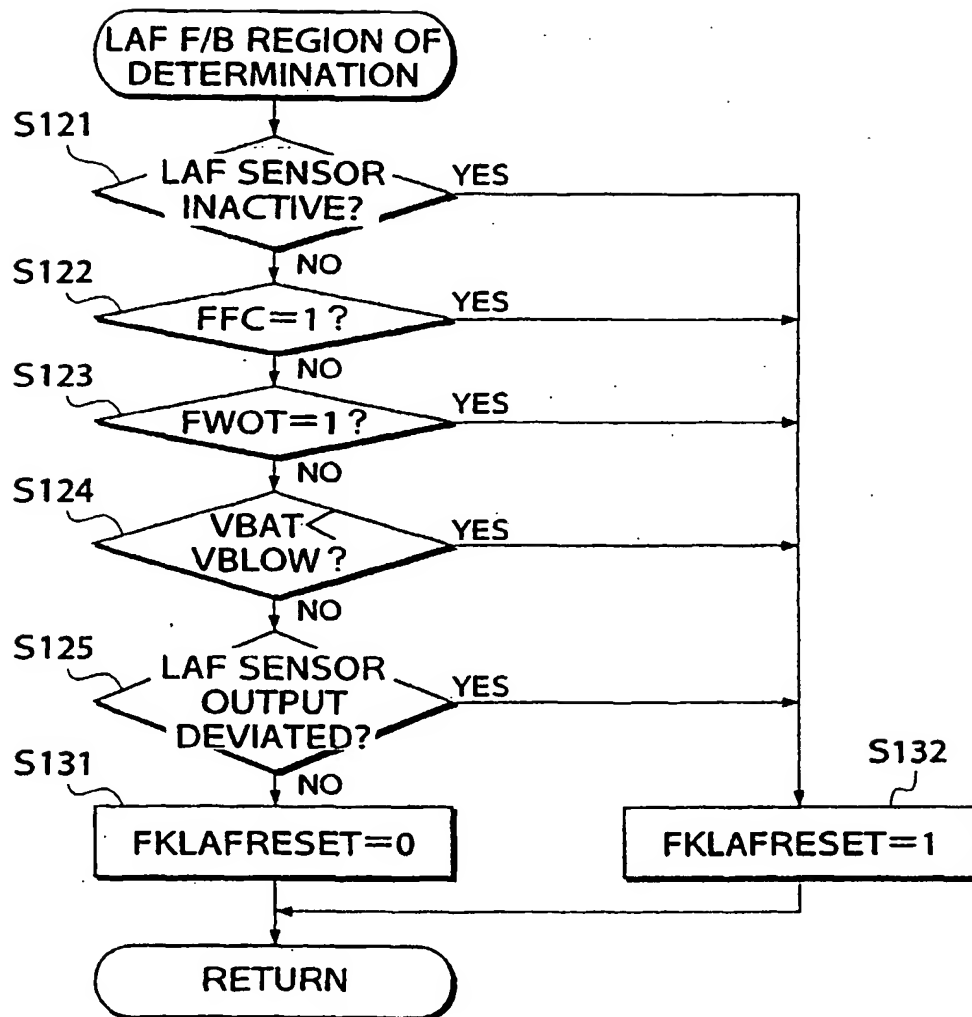 LAF F/B REGION OF
DETERMINATION
S121
LAF SENSOR
INACTIVE?
YES
NO
S122
FFC=1?
YES
NO
S123
FWOT=1?
YES
NO
S124
VBAT<
VBLOW?
YES
NO
S125
LAF SENSOR
OUTPUT
DEVIATED?
YES
NO
S131
FKLAFRESET=0
S132
FKLAFRESET=1
RETURN